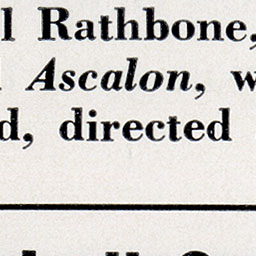 l Rathbone,
Ascalon, w
d, directed